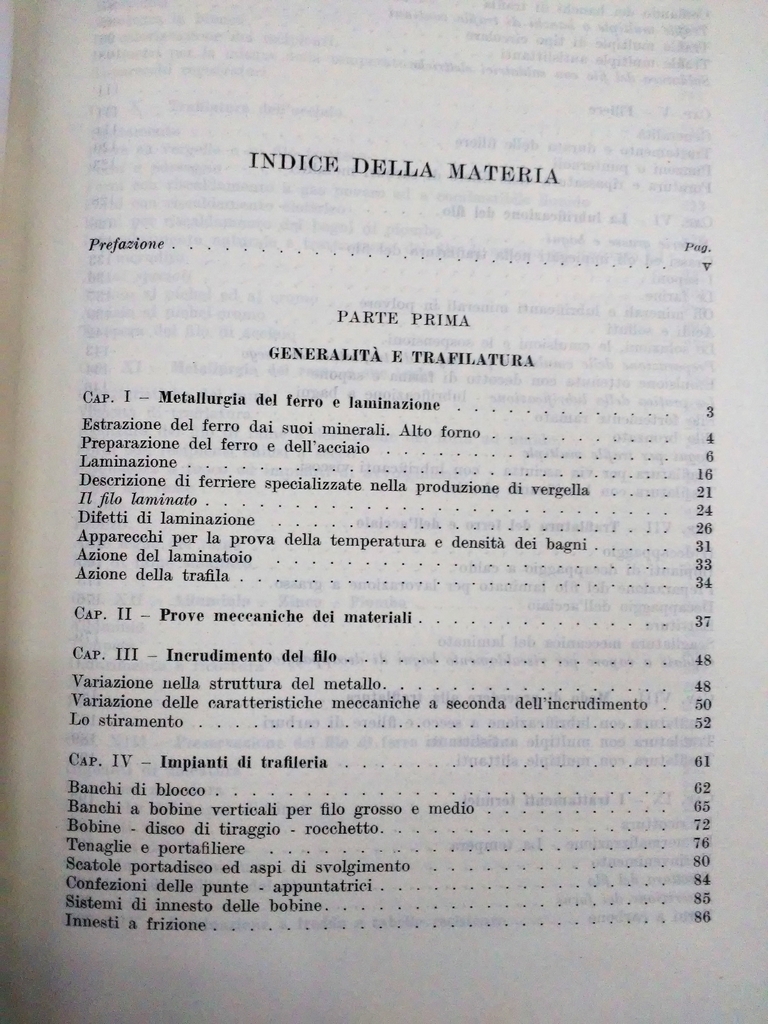 INDICE DELLA MATERIA
Pag.
Prefazione . . . . . . . . . . . . . . . . . . . . . . . . . . V
PARTE PRIMA
GENERALITÀ E TRAFILATURA
CAP. I – Metallurgia del ferro e laminazione . . . . . . . . . . 3
Estrazione del ferro dai suoi minerali. Alto forno . . . . . . . . 4
Preparazione del ferro e dell'acciaio . . . . . . . . . . . . . 6
Laminazione . . . . . . . . . . . . . . . . . . . . . . . . 16
Descrizione di ferriere specializzate nella produzione di vergella . . . . 21
Il filo laminato . . . . . . . . . . . . . . . . . . . . . . . 24
Difetti di laminazione . . . . . . . . . . . . . . . . . . . . 26
Apparecchi per la prova della temperatura e densità dei bagni . . . . 31
Azione del laminatoio . . . . . . . . . . . . . . . . . . . . 33
Azione della trafila . . . . . . . . . . . . . . . . . . . . . 34
CAP. II – Prove meccaniche dei materiali . . . . . . . . . . . . 37
CAP. III – Incrudimento del filo . . . . . . . . . . . . . . . . 48
Variazione nella struttura del metallo. . . . . . . . . . . . . . 48
Variazione delle caratteristiche meccaniche a seconda dell'incrudimento . 50
Lo stiramento . . . . . . . . . . . . . . . . . . . . . . . . 52
CAP. IV – Impianti di trafileria . . . . . . . . . . . . . . . . 61
Banchi di blocco . . . . . . . . . . . . . . . . . . . . . . . 62
Banchi a bobine verticali per filo grosso e medio . . . . . . . . . 65
Bobine - disco di tiraggio - rocchetto. . . . . . . . . . . . . . 72
Tenaglie e portafiliere . . . . . . . . . . . . . . . . . . . . 76
Scatole portadisco ed aspi di svolgimento . . . . . . . . . . . . 80
Confezioni delle punte - appuntatrici . . . . . . . . . . . . . . 84
Sistemi di innesto delle bobine. . . . . . . . . . . . . . . . . 85
Innesti a frizione . . . . . . . . . . . . . . . . . . . . . . 86